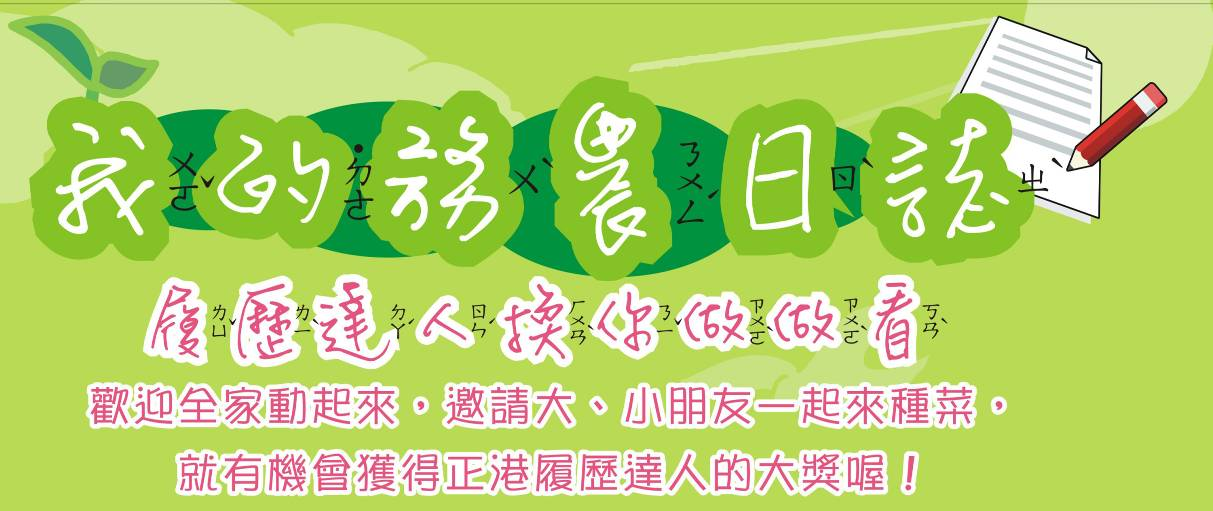 我的務農日誌
履歷達人換你做做看
歡迎全家動起來，邀請大、小朋友一起來種菜，
就有機會獲得正港履歷達人的大獎喔！